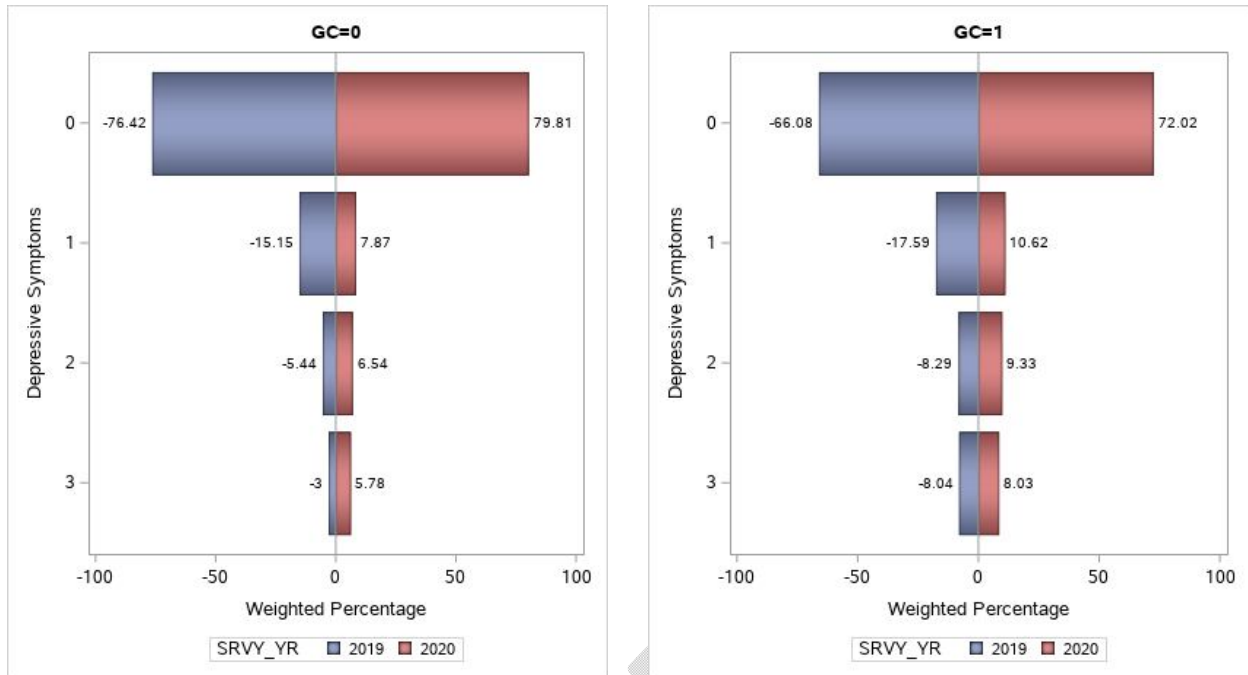 GC=0
Depressive Symptoms
0
-76.42
79.81
1
-15.15
7.87
2
-5.44
6.54
3
-3
5.78
-100 -50 0 50 100
Weighted Percentage
SRVY_YR 2019 2020
GC=1
Depressive Symptoms
0
-66.08
72.02
1
-17.59
10.62
2
-8.29
9.33
3
-8.04
8.03
-100 -50 0 50 100
Weighted Percentage
SRVY_YR 2019 2020